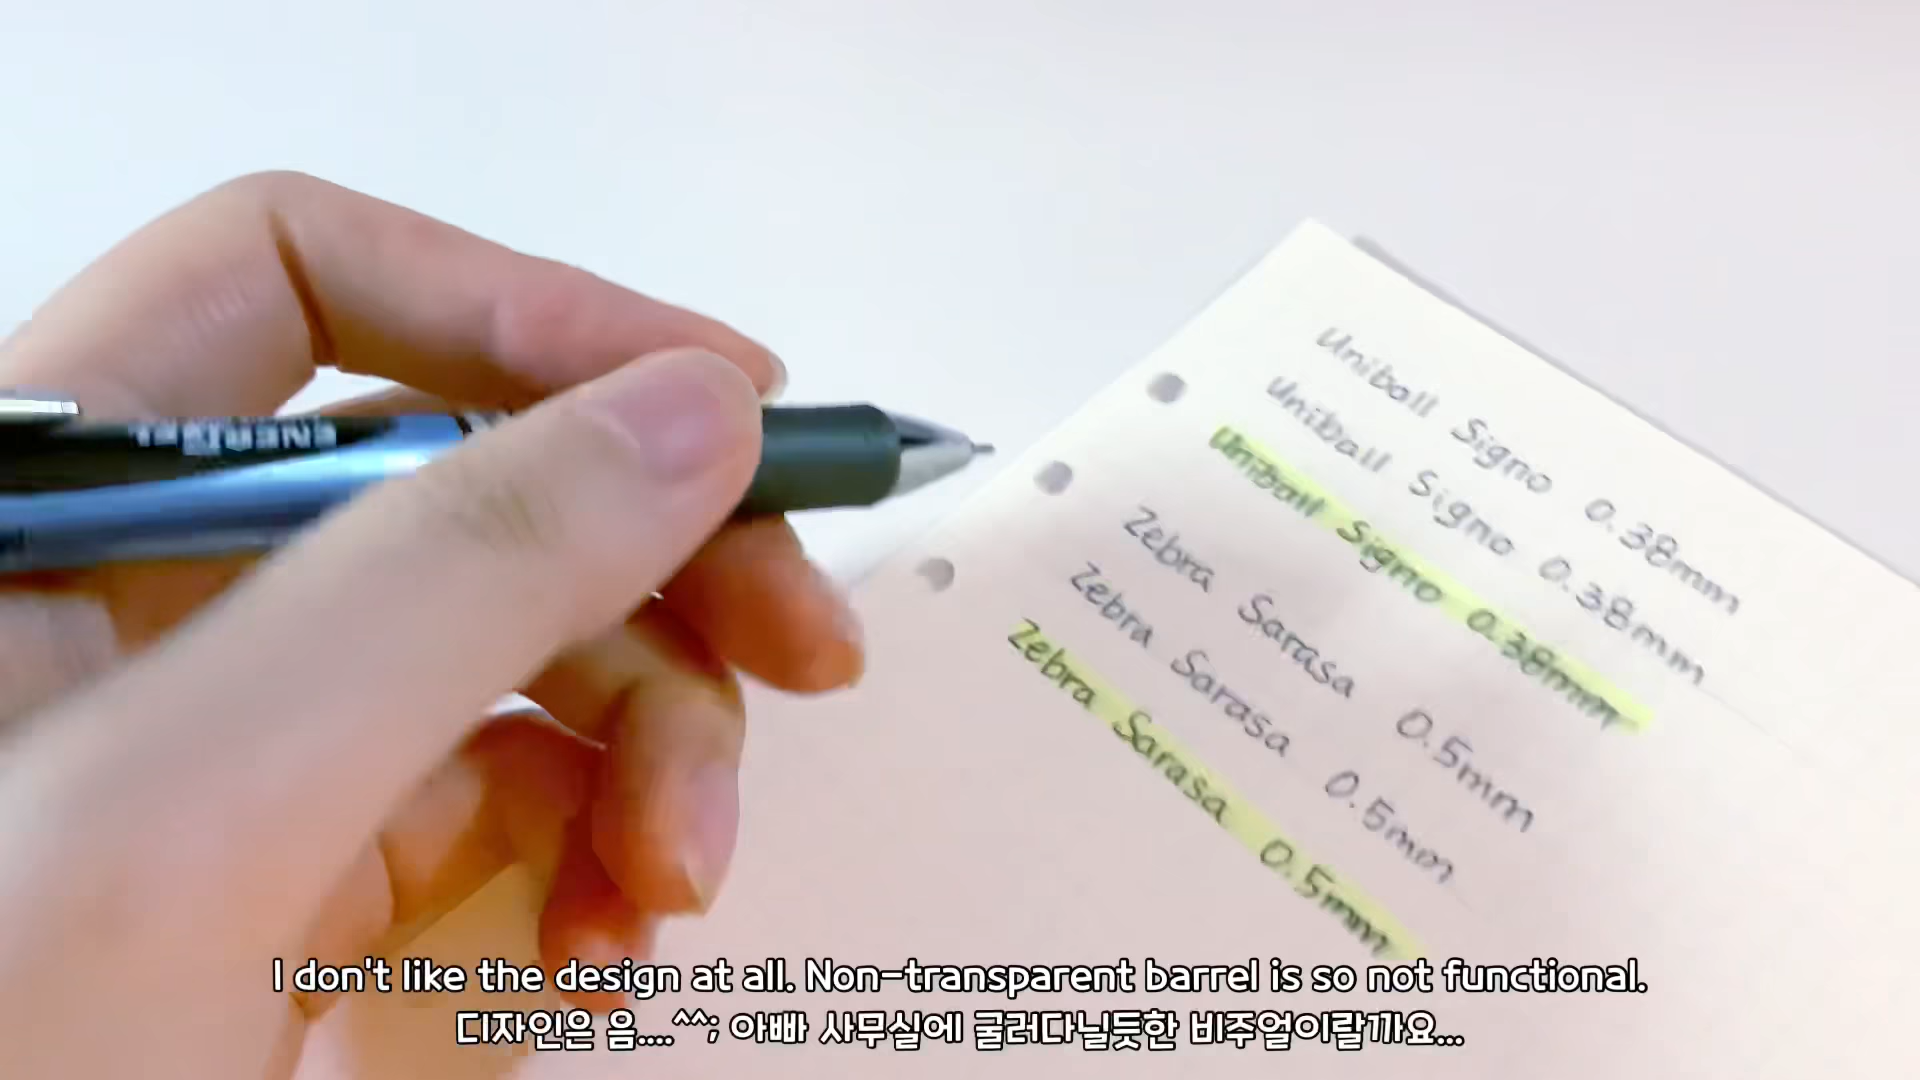 ENERGEL
Uniball Signo 0.38mm
Uniball Signo 0.38mm
Uniball Signo 0.38mm
Zebra Sarasa 0.5mm
Zebra Sarasa 0.5mm
Zebra Sarasa 0.5mm
I don't like the design at all. Non-transparent barrel is so not functional.
디자인은 음....^^; 아빠 사무실에 굴러다닐듯한 비주얼이랄까요...